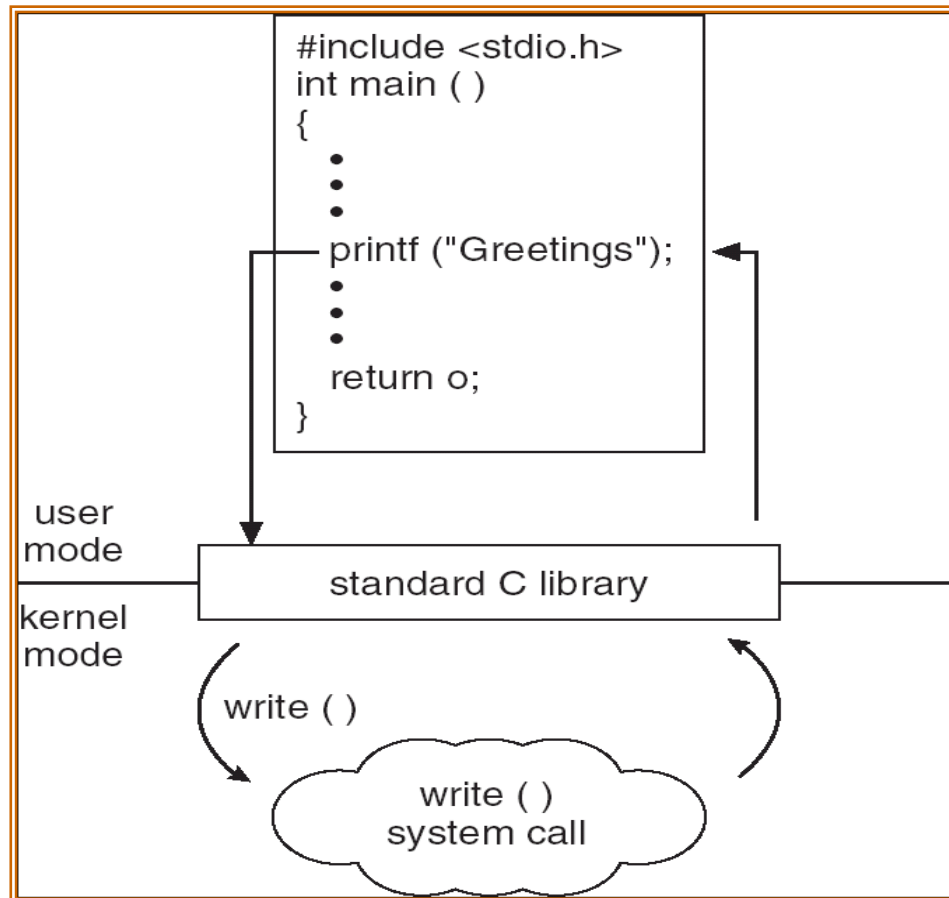 #include <stdio.h>
int main ( )
{
•
•
•
printf ("Greetings");
•
•
•
return o;
}
user
mode
standard C library
kernel
mode
write ( )
write ( )
system call